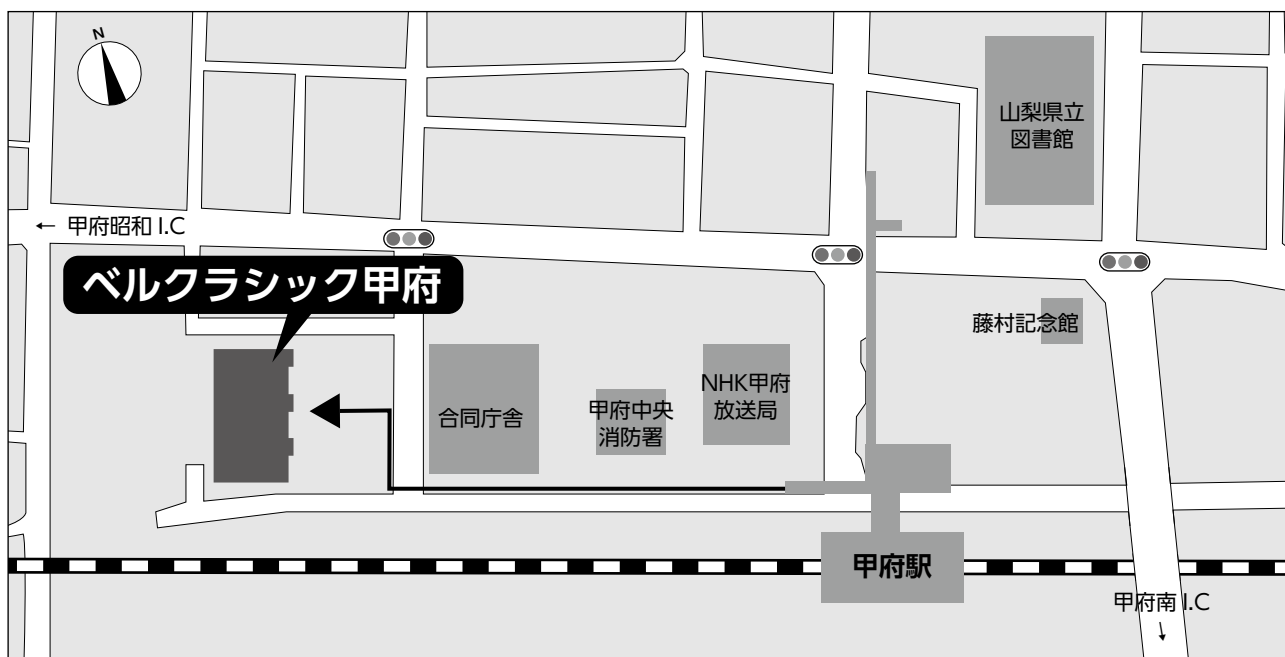 N
山梨県立
図書館
← 甲府昭和 I.C
ベルクラシック甲府
藤村記念館
合同庁舎
甲府中央
消防署
NHK甲府
放送局
甲府駅
甲府南 I.C
↓